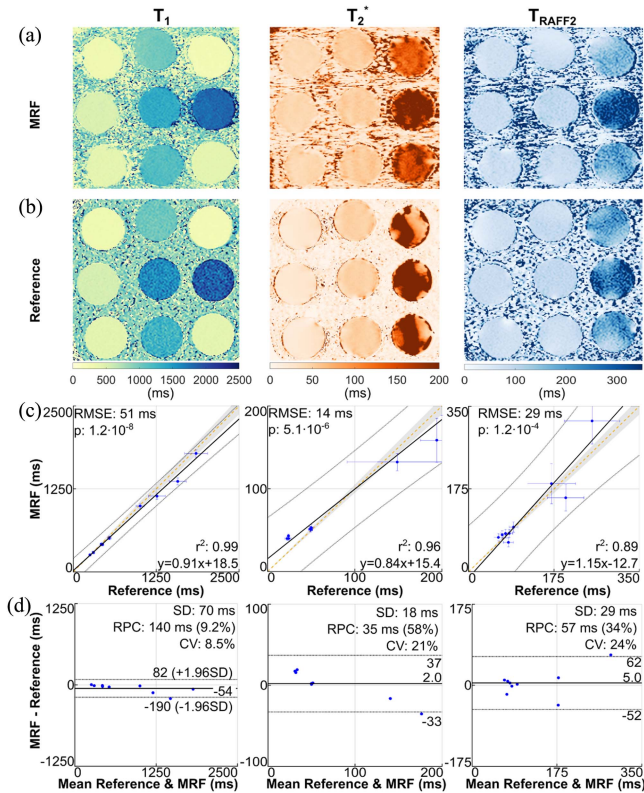 T1 T2* TRAFF2
(a)
MRF
(b)
Reference
0 500 1000 1500 2000 2500 0 50 100 150 200 0 100 200 300
(ms) (ms) (ms)
(c)
MRF (ms)
2500
1250
0
RMSE: 51 ms
p: 1.2·10-8
r2: 0.99
y=0.91x+18.5
0 1250 2500
Reference (ms)
200
100
0
RMSE: 14 ms
p: 5.1·10-6
r2: 0.96
y=0.84x+15.4
0 100 200
Reference (ms)
350
175
0
RMSE: 29 ms
p: 1.2·10-4
r2: 0.89
y=1.15x-12.7
0 175 350
Reference (ms)
(d)
MRF - Reference (ms)
1250
0
-1250
SD: 70 ms
RPC: 140 ms (9.2%)
CV: 8.5%
82 (+1.96SD)
-54
-190 (-1.96SD)
0 1250 2500
Mean Reference & MRF (ms)
100
0
-100
SD: 18 ms
RPC: 35 ms (58%)
CV: 21%
37
2.0
-33
0 100 200
Mean Reference & MRF (ms)
175
0
-175
SD: 29 ms
RPC: 57 ms (34%)
CV: 24%
62
5.0
-52
0 175 350
Mean Reference & MRF (ms)